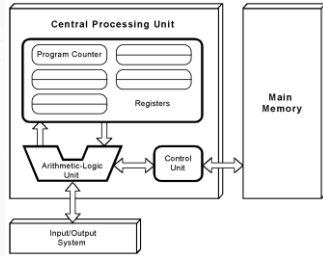 Central Processing Unit
Program Counter
Registers
Main
Memory
Arithmetic-Logic
Unit
Control
Unit
Input/Output
System